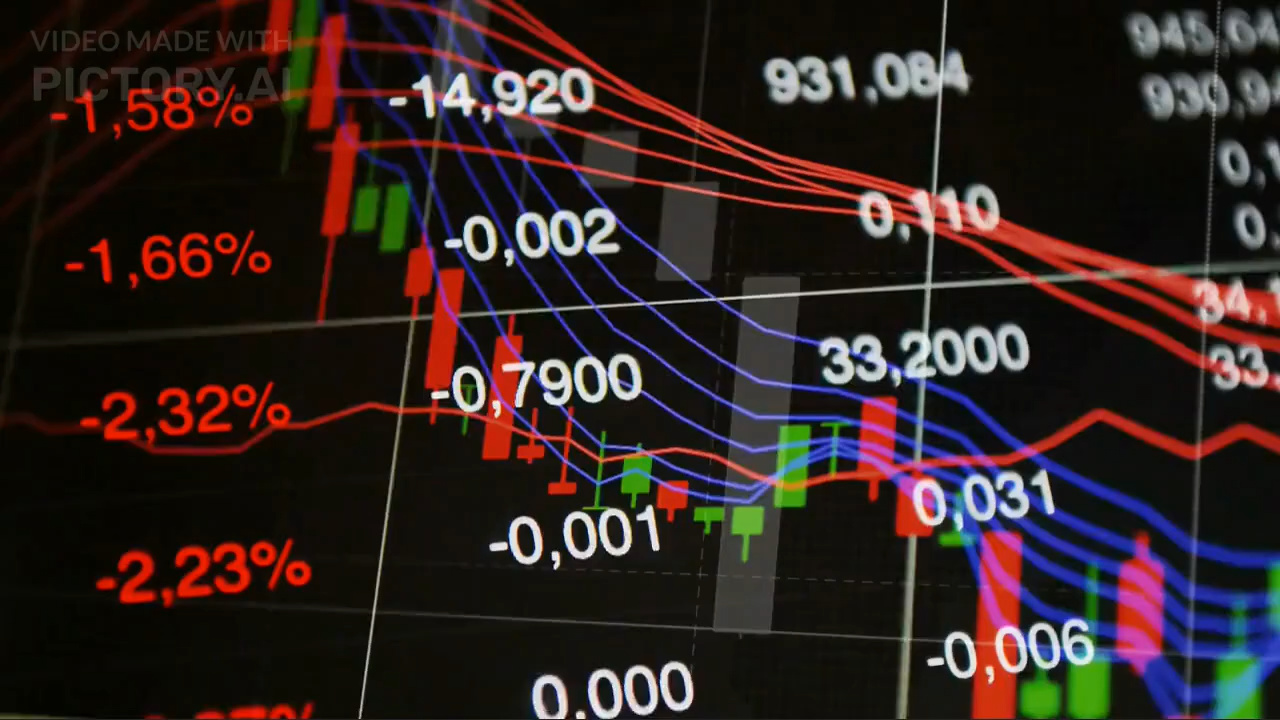 VIDEO MADE WITH
PICTORY.AI
-1,58% -14,920 931,084
-1,66% -0,002 0,110
-2,32% -0,7900 33,2000
-2,23% -0,001 0,031
0,000 -0,006